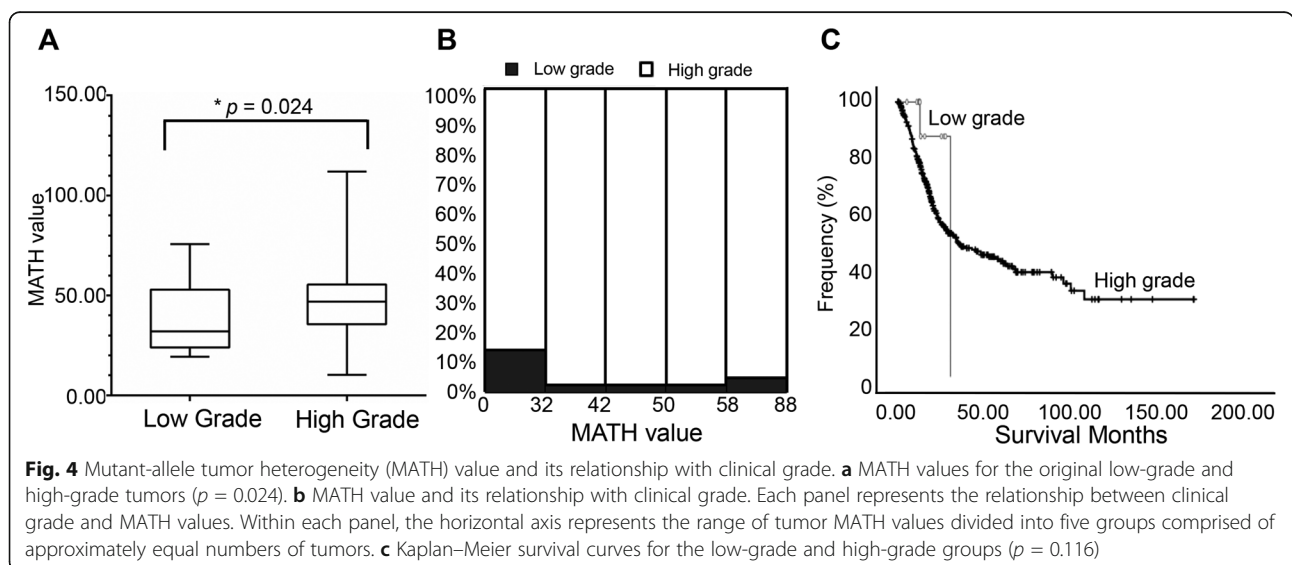 A
150.00
100.00
50.00
0.00
MATH value
* p = 0.024
Low Grade
High Grade
B
Low grade
High grade
100%
90%
80%
70%
60%
50%
40%
30%
20%
10%
0%
0 32 42 50 58 88
MATH value
C
100
80
60
40
20
0
Frequency (%)
Low grade
High grade
0.00 50.00 100.00 150.00 200.00
Survival Months
Fig. 4 Mutant-allele tumor heterogeneity (MATH) value and its relationship with clinical grade. a MATH values for the original low-grade and
high-grade tumors (p = 0.024). b MATH value and its relationship with clinical grade. Each panel represents the relationship between clinical
grade and MATH values. Within each panel, the horizontal axis represents the range of tumor MATH values divided into five groups comprised of
approximately equal numbers of tumors. c Kaplan–Meier survival curves for the low-grade and high-grade groups (p = 0.116)